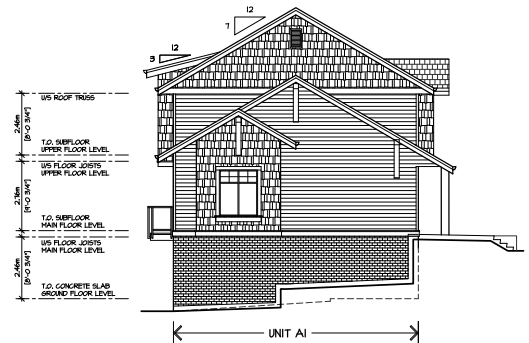 12
7
12
3
U/S ROOF TRUSS
2.46m
[8'-0 3/4"]
T.O. SUBFLOOR
UPPER FLOOR LEVEL
U/S FLOOR JOISTS
UPPER FLOOR LEVEL
2.76m
[9'-0 3/4"]
T.O. SUBFLOOR
MAIN FLOOR LEVEL
U/S FLOOR JOISTS
MAIN FLOOR LEVEL
2.46m
[8'-0 3/4"]
T.O. CONCRETE SLAB
GROUND FLOOR LEVEL
UNIT A1